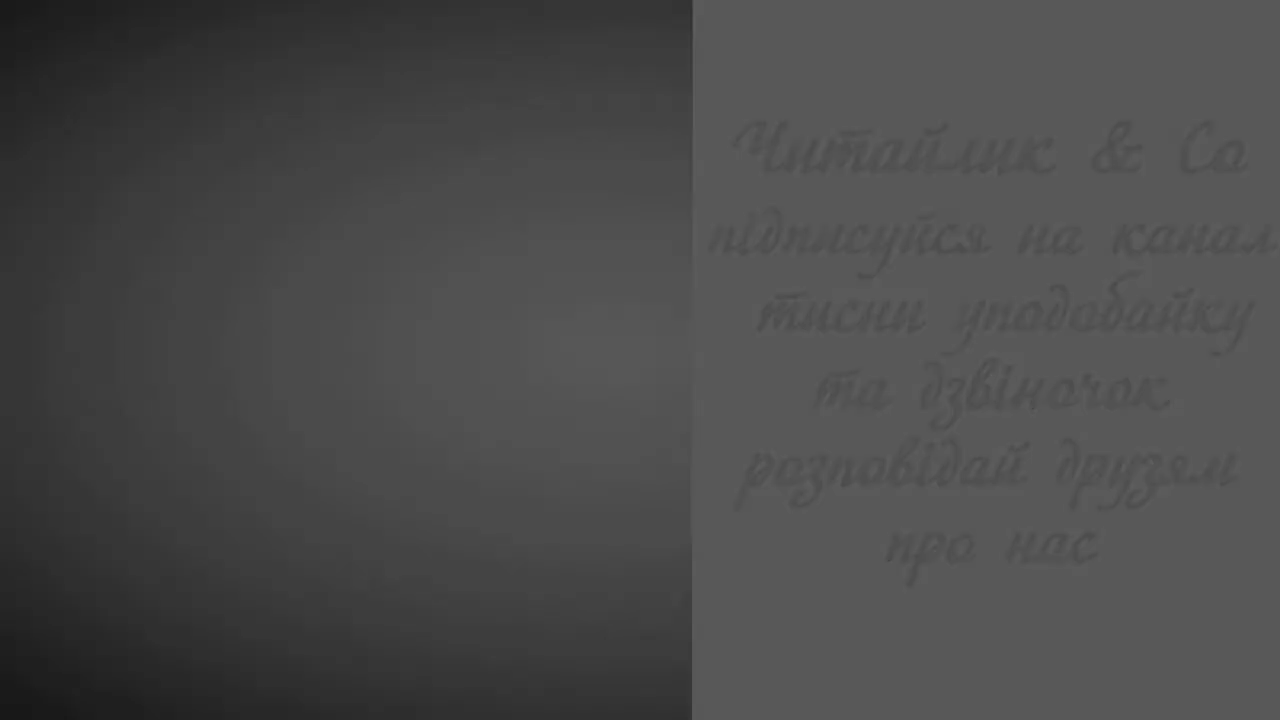 Читайлик & Co
підписуйся на канал
тисни уподобайку
та дзвіночок
розповідай друзям
про нас